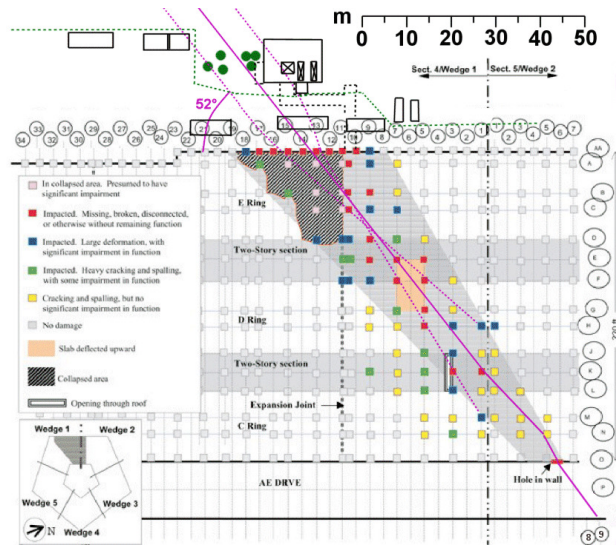 m
0 10 20 30 40 50
Sect. 4/Wedge 1 Sect. 5/Wedge 2
52°
AA
A
B
C
D
E
F
G
H
J
K
L
M
N
O
P
In collapsed area. Presumed to have
significant impairment
Impacted. Missing, broken, disconnected,
or otherwise without remaining function
Impacted. Large deformation, with
significant impairment in function
Impacted. Heavy cracking and spalling,
with some impairment in function
Cracking and spalling, but no
significant impairment in function
No damage
Slab deflected upward
Collapsed area
Opening through roof
E Ring
Two-Story section
D Ring
Two-Story section
Expansion Joint
C Ring
Hole in wall
AE DRIVE
Wedge 1 Wedge 2
Wedge 5
Wedge 3
Wedge 4
N
8 9